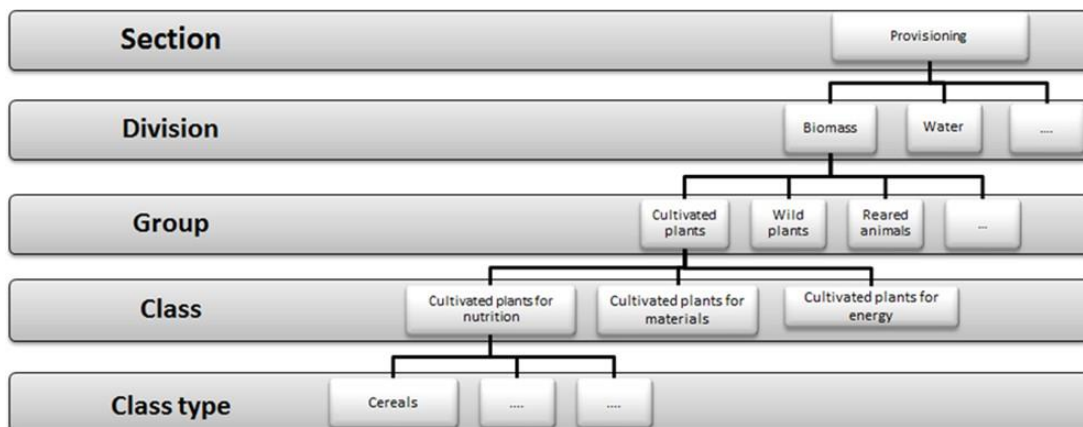 Section
Provisioning
Division
Biomass
Water
....
Group
Cultivated
plants
Wild
plants
Reared
animals
...
Class
Cultivated plants for
nutrition
Cultivated plants for
materials
Cultivated plants for
energy
Class type
Cereals
....
....